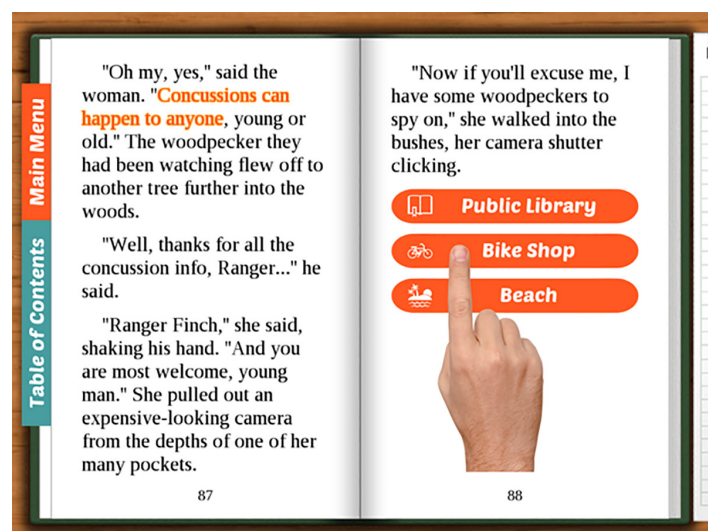 Main Menu
Table of Contents
"Oh my, yes," said the
woman. "Concussions can
happen to anyone, young or
old." The woodpecker they
had been watching flew off to
another tree further into the
woods.
"Well, thanks for all the
concussion info, Ranger..." he
said.
"Ranger Finch," she said,
shaking his hand. "And you
are most welcome, young
man." She pulled out an
expensive-looking camera
from the depths of one of her
many pockets.
87
"Now if you'll excuse me, I
have some woodpeckers to
spy on," she walked into the
bushes, her camera shutter
clicking.
Public Library
Bike Shop
Beach
88